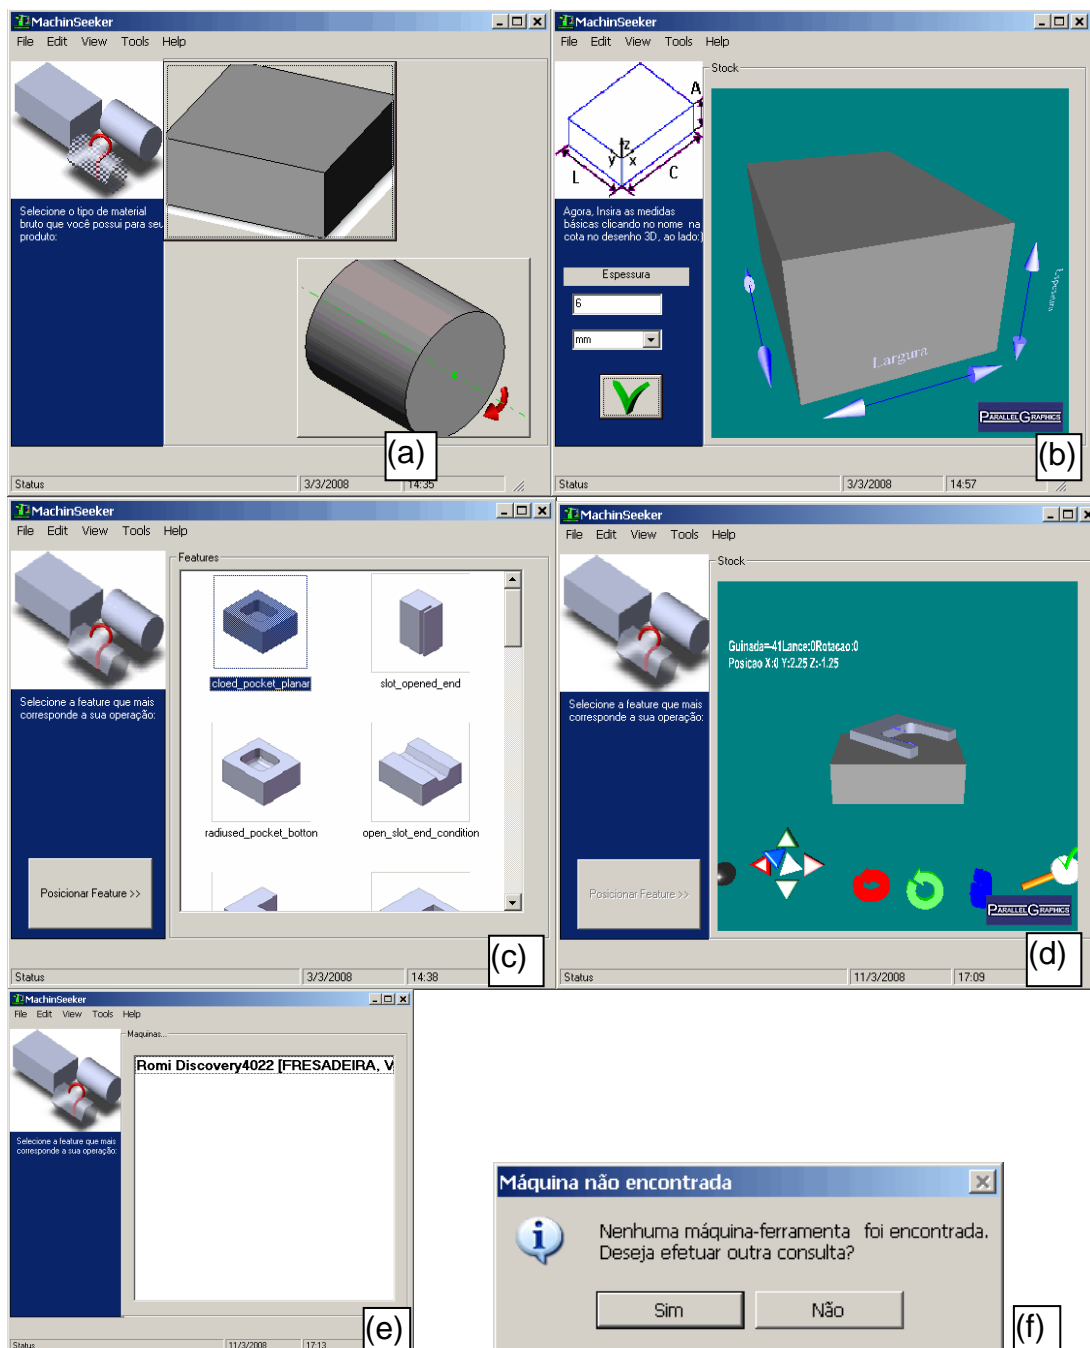 MachinSeeker
File Edit View Tools Help
Selecione o tipo de material
bruto que você possui para seu
produto:
(a)
Status 3/3/2008 14:35
MachinSeeker
File Edit View Tools Help
Stock
A
z
y x
L C
Agora, Insira as medidas
básicas clicando no nome na
cota no desenho 3D, ao lado:)
Espessura
6
mm
Largura
Espessura
PARALLELGRAPHICS
(b)
Status 3/3/2008 14:57
MachinSeeker
File Edit View Tools Help
Features
Selecione a feature que mais
corresponde a sua operação:
cloed_pocket_planar slot_opened_end
radiused_pocket_botton open_slot_end_condition
Posicionar Feature >>
(c)
Status 3/3/2008 14:38
MachinSeeker
File Edit View Tools Help
Stock
Guinada=-41Lance:0Rotacao:0
Posicao X:0 Y:2.25 Z:-1.25
Selecione a feature que mais
corresponde a sua operação:
Posicionar Feature >>
PARALLELGRAPHICS
(d)
Status 11/3/2008 17:09
MachinSeeker
File Edit View Tools Help
Maquinas...
Romi Discovery4022 [FRESADEIRA, V
Selecione a feature que mais
corresponde a sua operação:
(e)
Status 11/3/2008 17:13
Máquina não encontrada
Nenhuma máquina-ferramenta foi encontrada.
Deseja efetuar outra consulta?
Sim Não
(f)